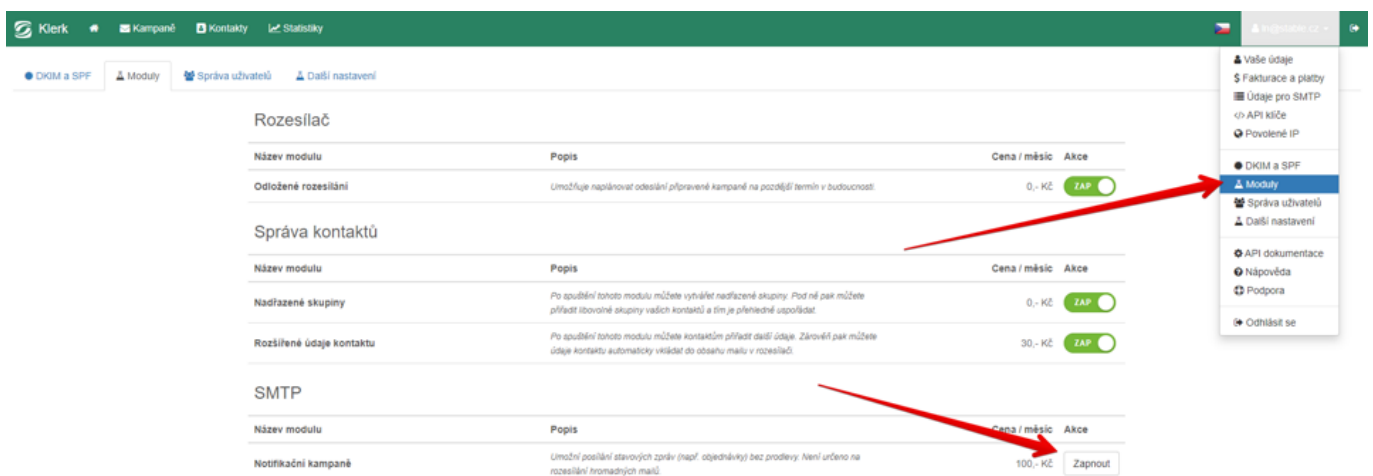 Klerk Kampaně Kontakty Statistiky
DKIM a SPF Moduly Správa uživatelů Další nastavení
Vaše údaje
$ Fakturace a platby
Údaje pro SMTP
</> API klíče
Povolené IP
DKIM a SPF
Moduly
Správa uživatelů
Další nastavení
API dokumentace
Nápověda
Podpora
Odhlásit se
Rozesílač
Název modulu Popis Cena / měsíc Akce
Odložené rozesílání Umožňuje naplánovat odeslání připravené kampaně na pozdější termín v budoucnosti. 0,- Kč ZAP
Správa kontaktů
Název modulu Popis Cena / měsíc Akce
Nadřazené skupiny Po spuštění tohoto modulu můžete vytvářet nadřazené skupiny. Pod ně pak můžete
přiřadit libovolné skupiny vašich kontaktů a tím je přehledně uspořádat. 0,- Kč ZAP
Rozšířené údaje kontaktu Po spuštění tohoto modulu můžete kontaktům přiřadit další údaje. Zárověň pak můžete
údaje kontaktu automaticky vkládat do obsahu mailu v rozesílači. 30,- Kč ZAP
SMTP
Název modulu Popis Cena / měsíc Akce
Notifikační kampaně Umožní posílání stavových zpráv (např. objednávky) bez prodlevy. Není určeno na
rozesílání hromadných mailů. 100,- Kč Zapnout